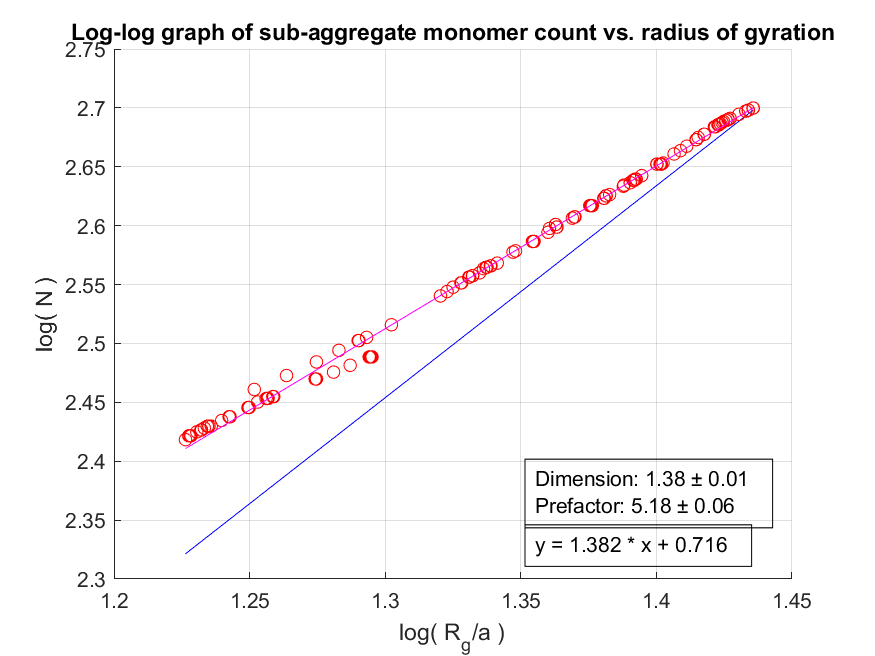 Log-log graph of sub-aggregate monomer count vs. radius of gyration
2.75
2.7
2.65
2.6
2.55
2.5
2.45
2.4
2.35
2.3
log( N )
Dimension: 1.38 ± 0.01
Prefactor: 5.18 ± 0.06
y = 1.382 * x + 0.716
1.2 1.25 1.3 1.35 1.4 1.45
log( R_g/a )